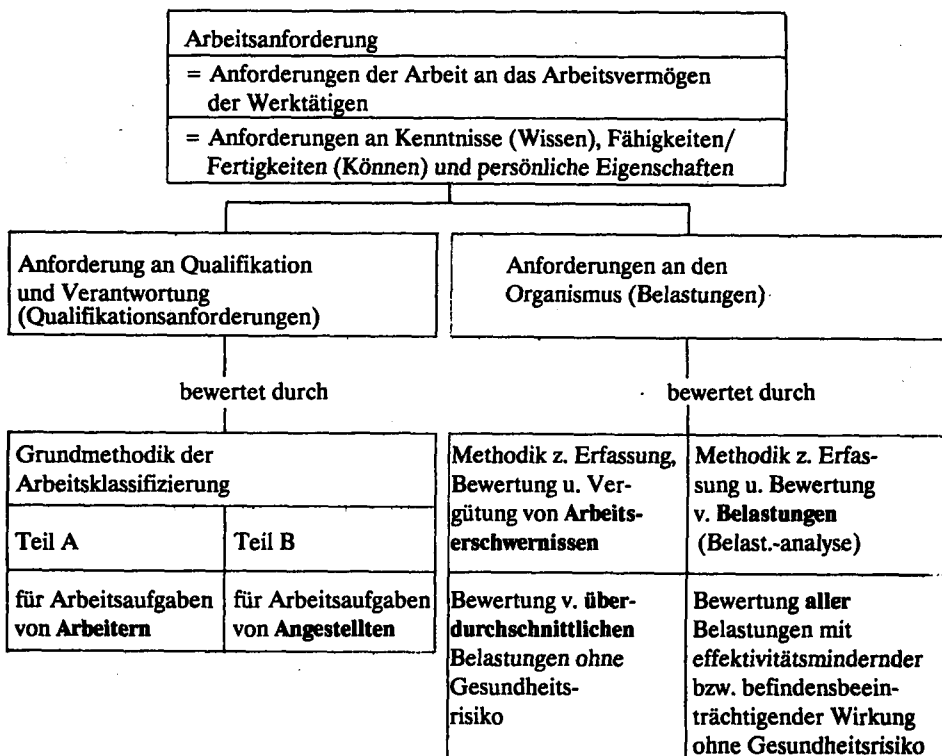 Arbeitsanforderung
= Anforderungen der Arbeit an das Arbeitsvermögen
der Werktätigen
= Anforderungen an Kenntnisse (Wissen), Fähigkeiten/
Fertigkeiten (Können) und persönliche Eigenschaften
Anforderung an Qualifikation
und Verantwortung
(Qualifikationsanforderungen)
Anforderungen an den
Organismus (Belastungen)
bewertet durch
bewertet durch
Grundmethodik der
Arbeitsklassifizierung
Teil A
Teil B
für Arbeitsaufgaben
von Arbeitern
für Arbeitsaufgaben
von Angestellten
Methodik z. Erfassung,
Bewertung u. Ver-
gütung von Arbeits-
erschwernissen
Methodik z. Erfas-
sung u. Bewertung
v. Belastungen
(Belast.-analyse)
Bewertung v. über-
durchschnittlichen
Belastungen ohne
Gesundheits-
risiko
Bewertung aller
Belastungen mit
effektivitätsmindernder
bzw. befindensbeein-
trächtigender Wirkung
ohne Gesundheitsrisiko